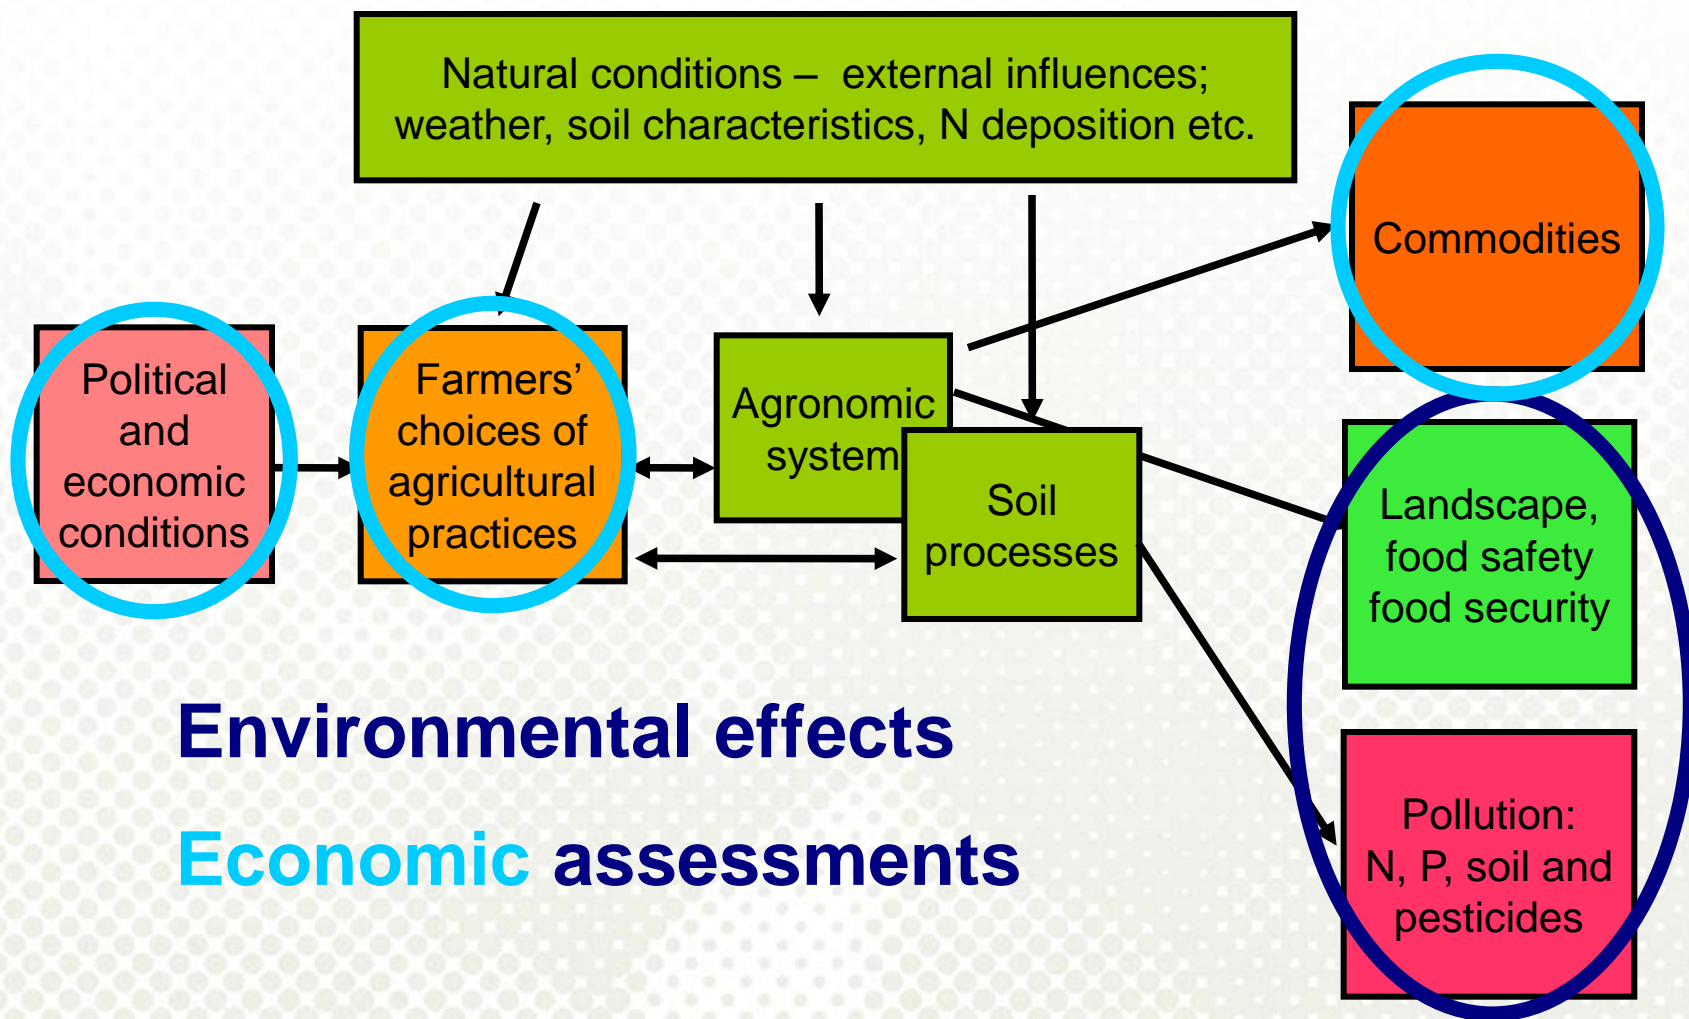 Natural conditions – external influences;
weather, soil characteristics, N deposition etc.
Commodities
Political
and
economic
conditions
Farmers’
choices of
agricultural
practices
Agronomic
system
Soil
processes
Landscape,
food safety
food security
Pollution:
N, P, soil and
pesticides
Environmental effects
Economic assessments